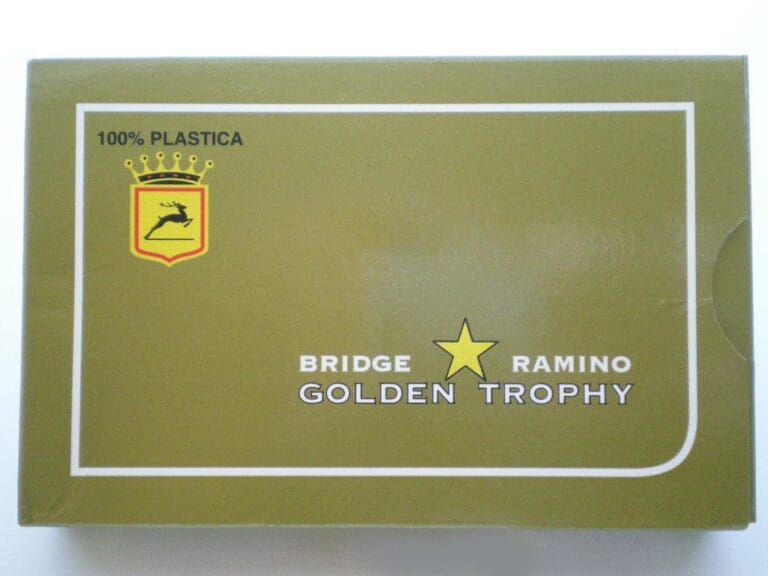 100% PLASTICA
BRIDGE RAMINO
GOLDEN TROPHY